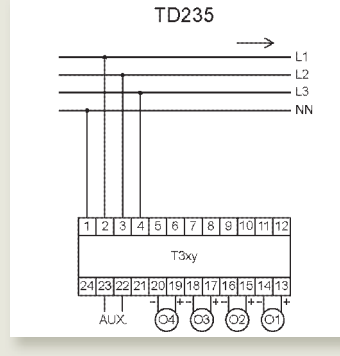 TD235
L1
L2
L3
NN
1 2 3 4 5 6 7 8 9 10 11 12
T3xy
24 23 22 21 20 19 18 17 16 15 14 13
- + - + - + - +
AUX. O4 O3 O2 O1